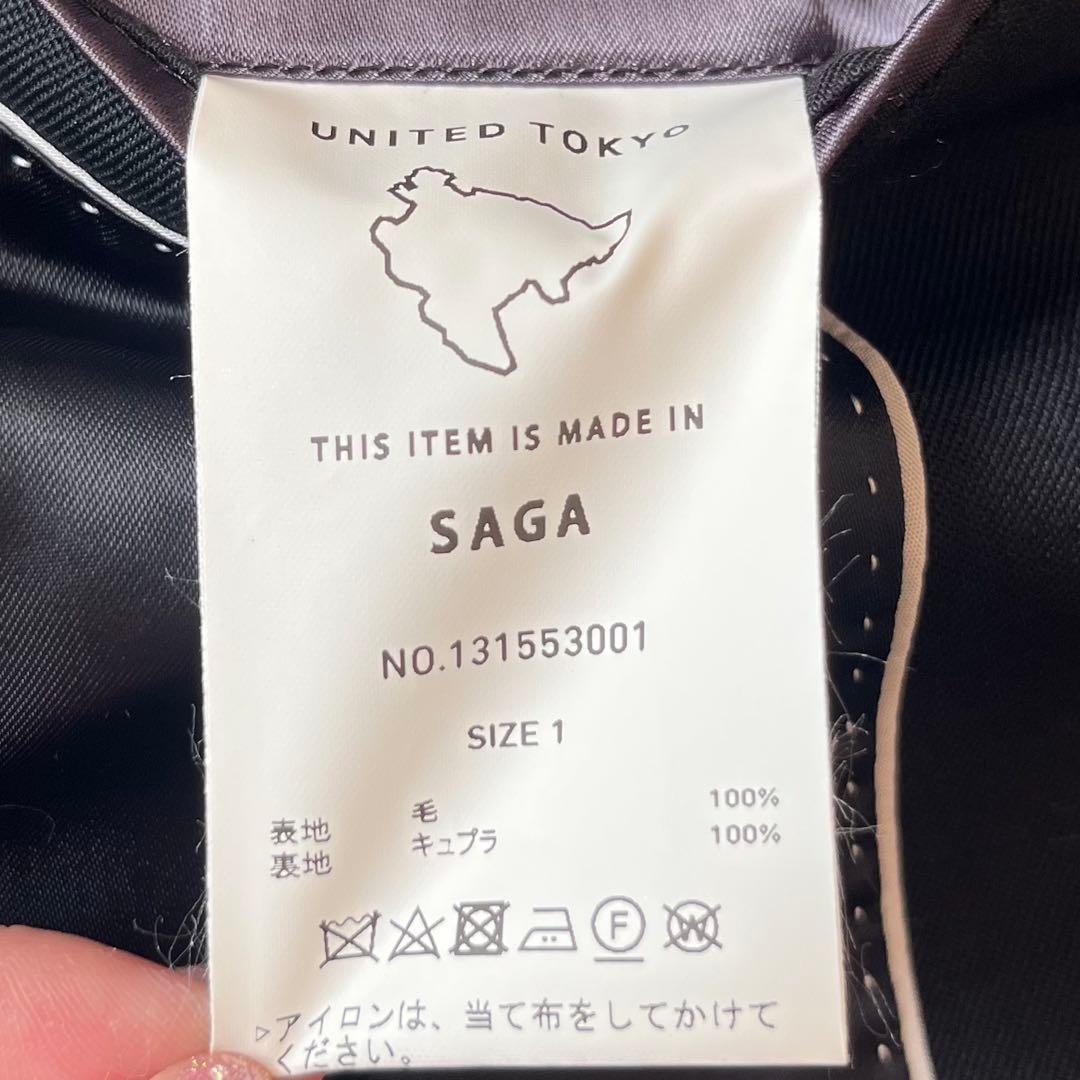 UNITED TOKYO
THIS ITEM IS MADE IN
SAGA
NO.131553001
SIZE 1
表地 毛 100%
裏地 キュプラ 100%
F W
▷アイロンは、当て布をしてかけて
ください。